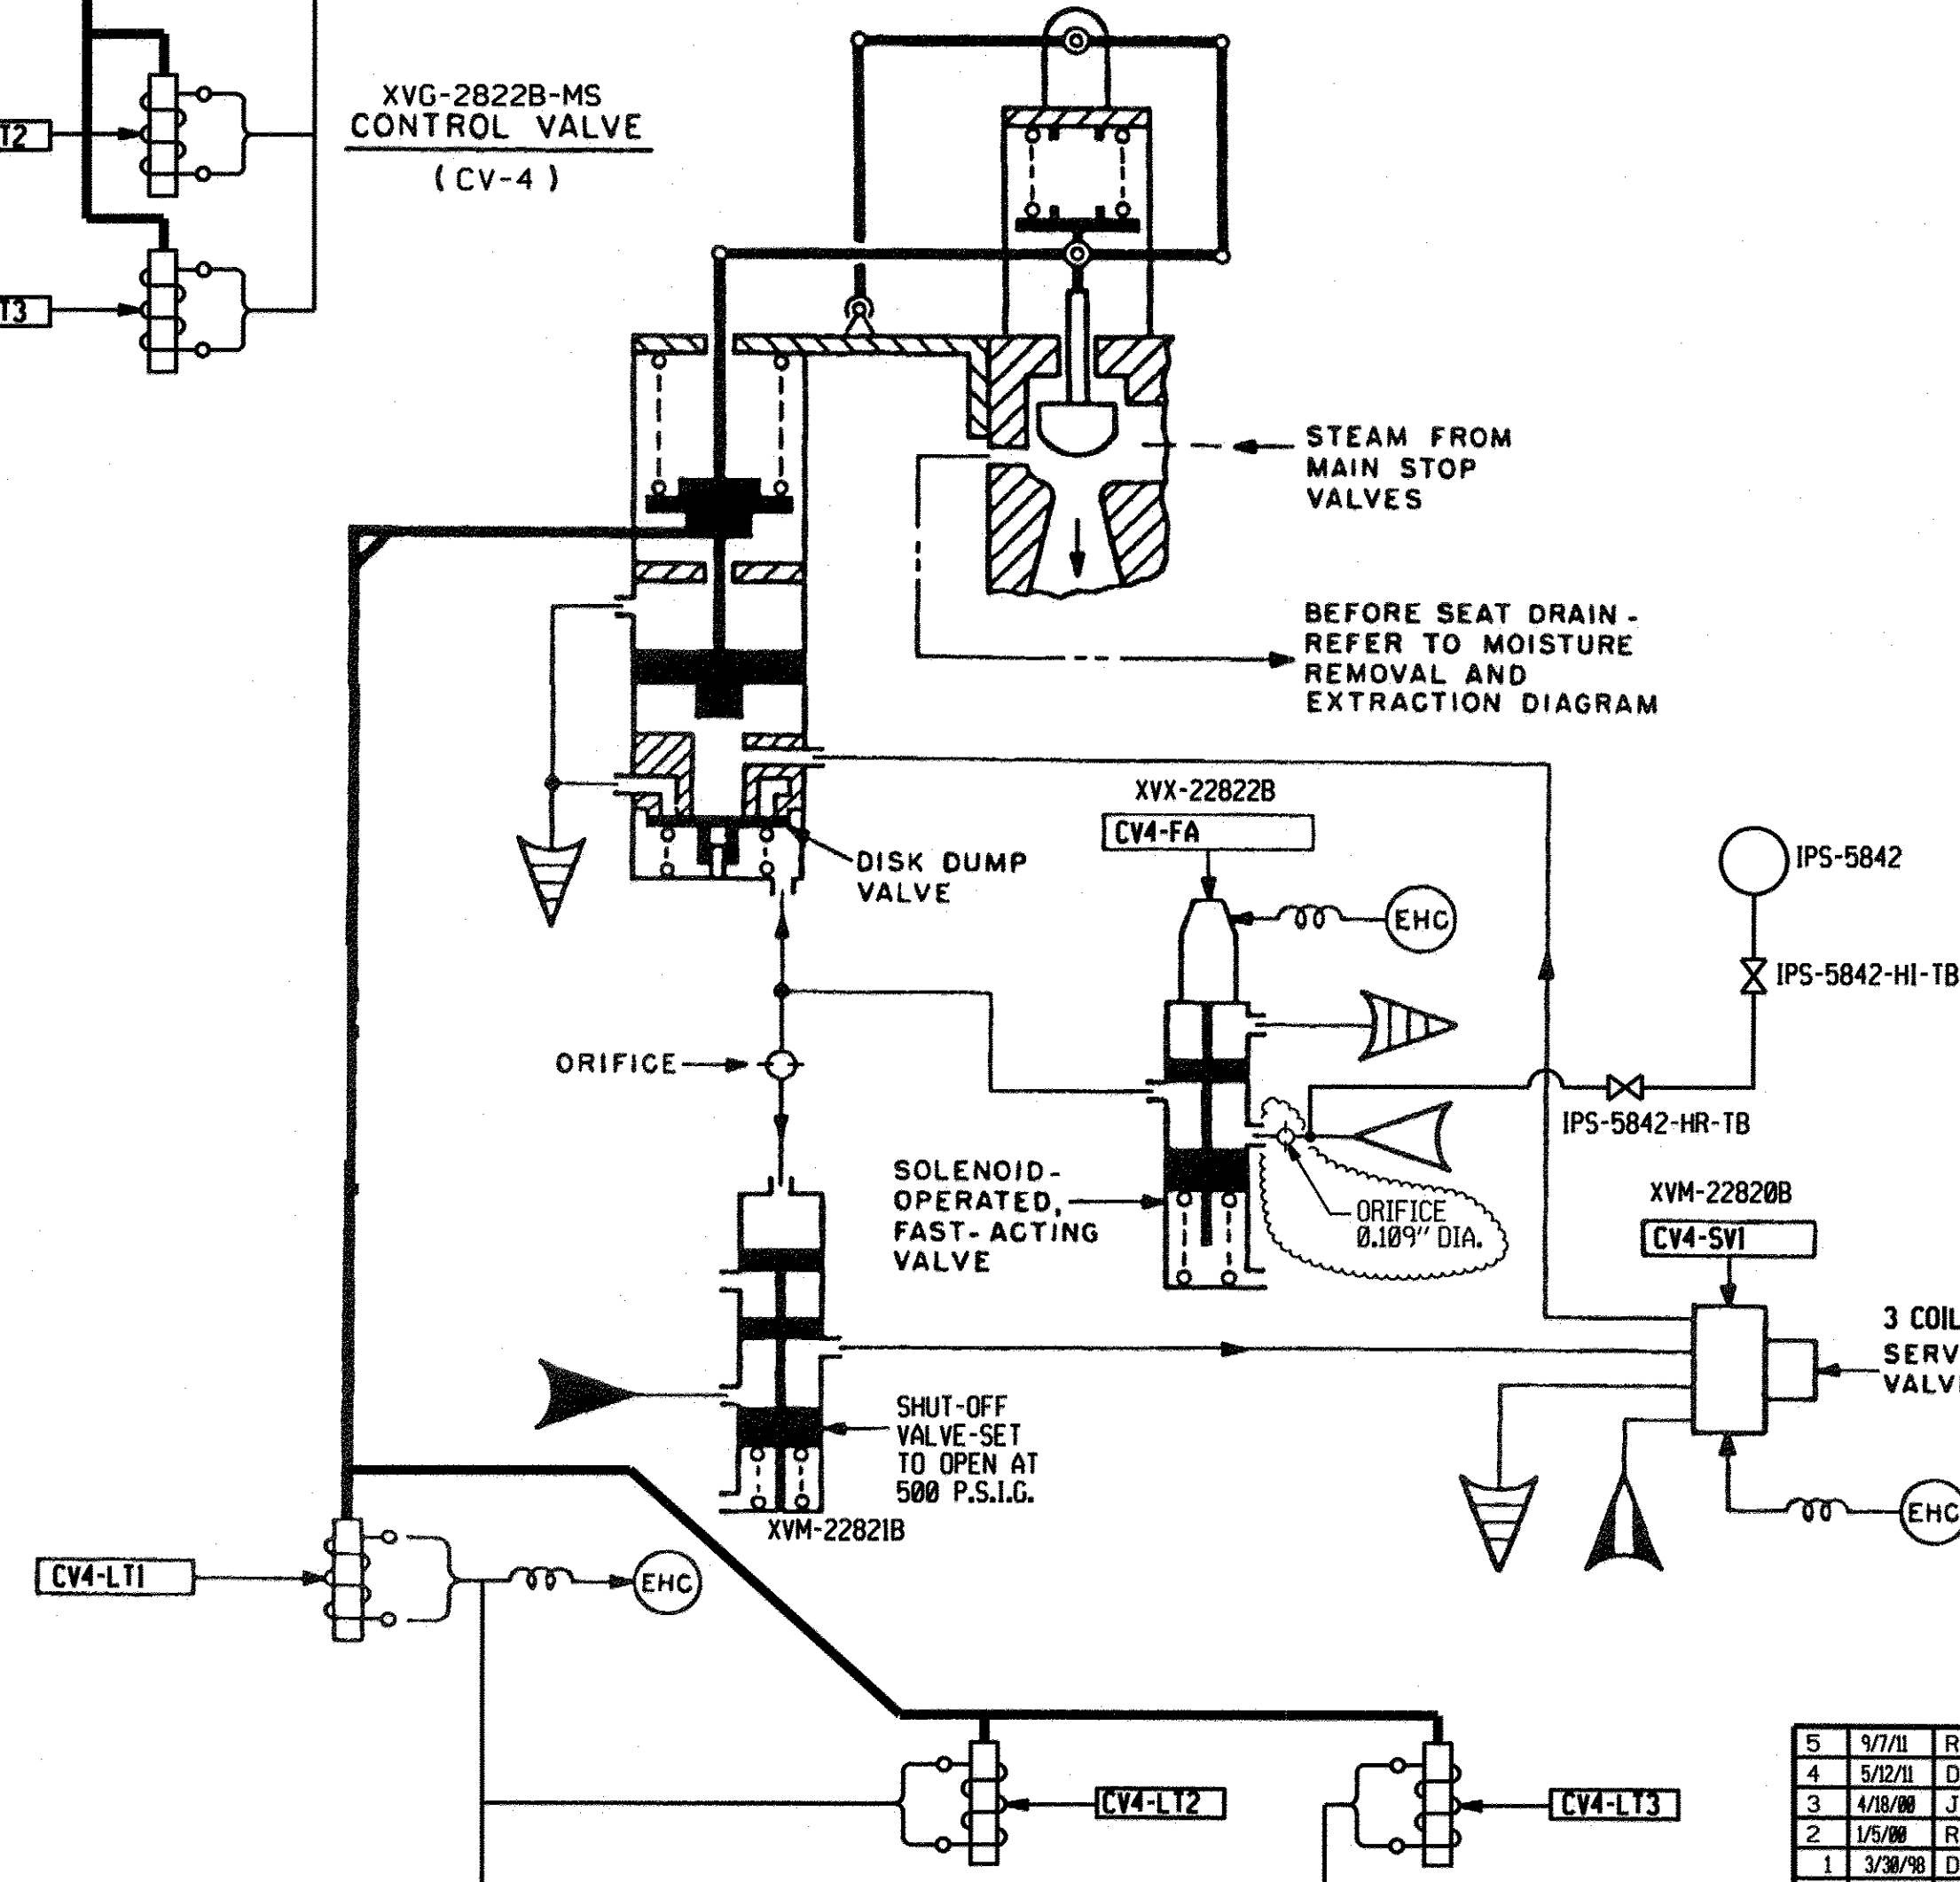 T2
XVG-2822B-MS
CONTROL VALVE
( CV-4 )
T3
STEAM FROM
MAIN STOP
VALVES
BEFORE SEAT DRAIN -
REFER TO MOISTURE
REMOVAL AND
EXTRACTION DIAGRAM
XVX-22822B
CV4-FA
DISK DUMP
VALVE
EHC
IPS-5842
IPS-5842-HI-TB
ORIFICE
IPS-5842-HR-TB
SOLENOID-
OPERATED,
FAST-ACTING
VALVE
ORIFICE
0.109" DIA.
XVM-22820B
CV4-SV1
3 COIL
SERV
VALV
SHUT-OFF
VALVE-SET
TO OPEN AT
500 P.S.I.G.
XVM-22821B
EHC
CV4-LT1
EHC
CV4-LT2
CV4-LT3
5 9/7/11 R
4 5/12/11 D
3 4/18/00 J
2 1/5/00 R
1 3/30/98 D